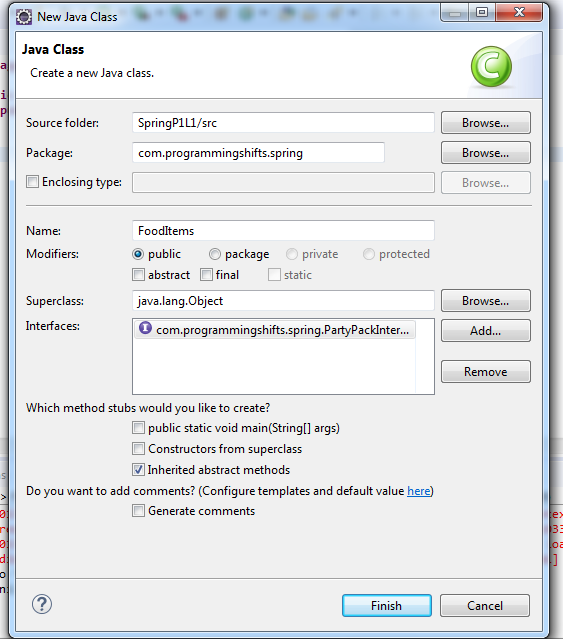 New Java Class
Java Class
Create a new Java class.
Source folder: SpringP1L1/src Browse...
Package: com.programmingshifts.spring Browse...
Enclosing type: Browse...
Name: FoodItems
Modifiers: public package private protected
abstract final static
Superclass: java.lang.Object Browse...
Interfaces: com.programmingshifts.spring.PartyPackInter... Add...
Remove
Which method stubs would you like to create?
public static void main(String[] args)
Constructors from superclass
Inherited abstract methods
Do you want to add comments? (Configure templates and default value here)
Generate comments
Finish Cancel